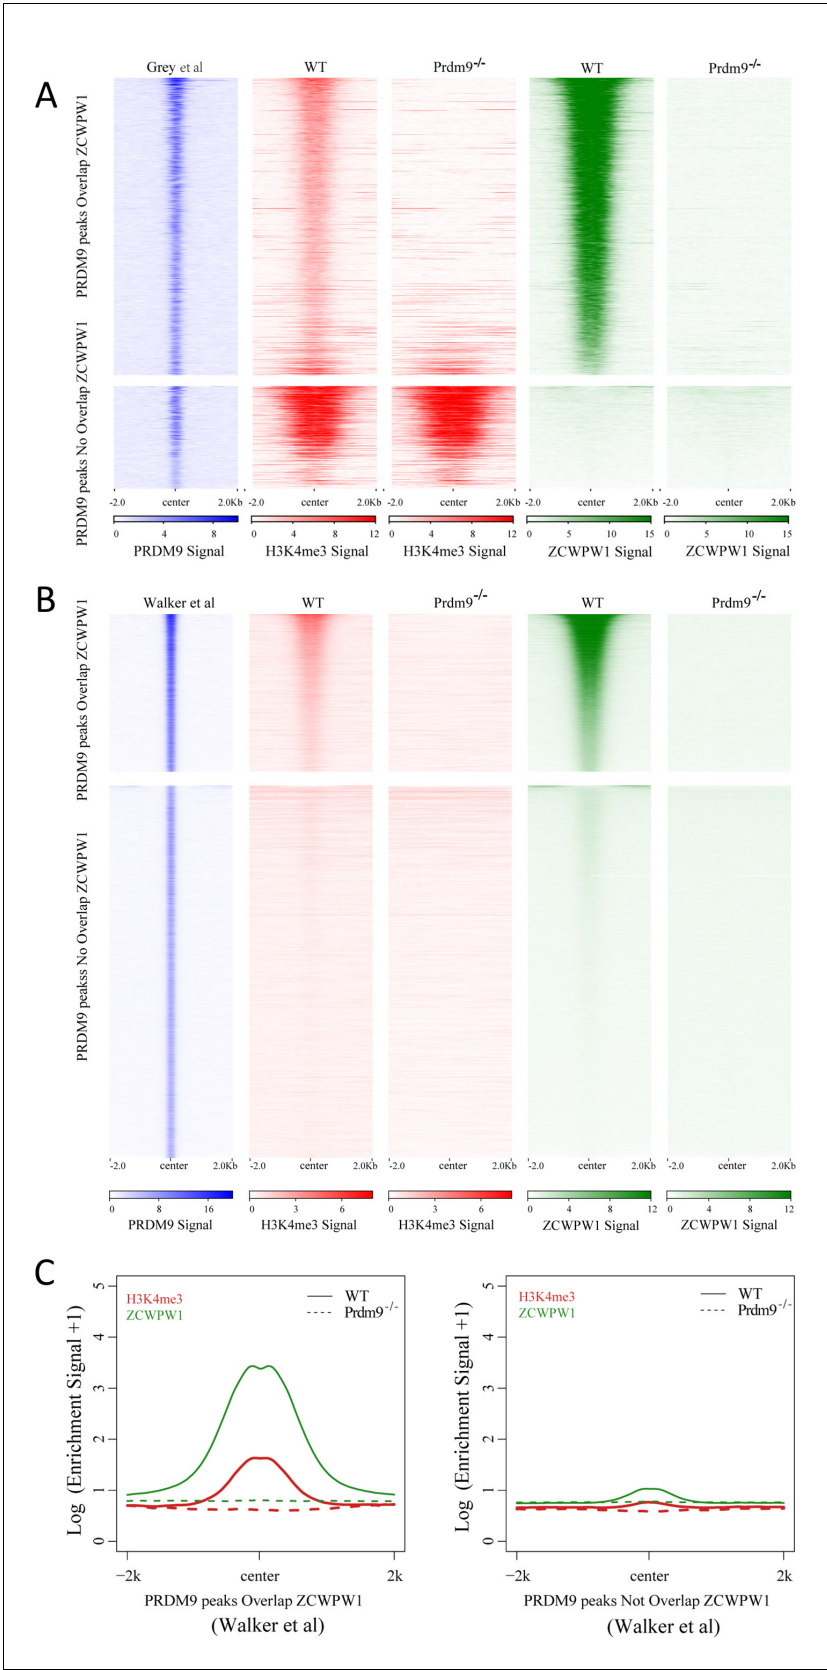 A
Grey et al
WT
Prdm9-/-
WT
Prdm9-/-
PRDM9 peaks Overlap ZCWPW1
PRDM9 peaks No Overlap ZCWPW1
-2.0 center 2.0Kb
-2.0 center 2.0Kb
-2.0 center 2.0Kb
-2.0 center 2.0Kb
-2.0 center 2.0Kb
0 4 8
0 4 8 12
0 4 8 12
0 5 10 15
0 5 10 15
PRDM9 Signal
H3K4me3 Signal
H3K4me3 Signal
ZCWPW1 Signal
ZCWPW1 Signal
B
Walker et al
WT
Prdm9-/-
WT
Prdm9-/-
PRDM9 peaks Overlap ZCWPW1
PRDM9 peakss No Overlap ZCWPW1
-2.0 center 2.0Kb
-2.0 center 2.0Kb
-2.0 center 2.0Kb
-2.0 center 2.0Kb
-2.0 center 2.0Kb
0 8 16
0 3 6
0 3 6
0 4 8 12
0 4 8 12
PRDM9 Signal
H3K4me3 Signal
H3K4me3 Signal
ZCWPW1 Signal
ZCWPW1 Signal
C
Log (Enrichment Signal +1)
5
4
3
2
1
0
H3K4me3
ZCWPW1
WT
Prdm9-/-
−2k center 2k
PRDM9 peaks Overlap ZCWPW1
(Walker et al)
Log (Enrichment Signal +1)
5
4
3
2
1
0
H3K4me3
ZCWPW1
WT
Prdm9-/-
−2k center 2k
PRDM9 peaks Not Overlap ZCWPW1
(Walker et al)